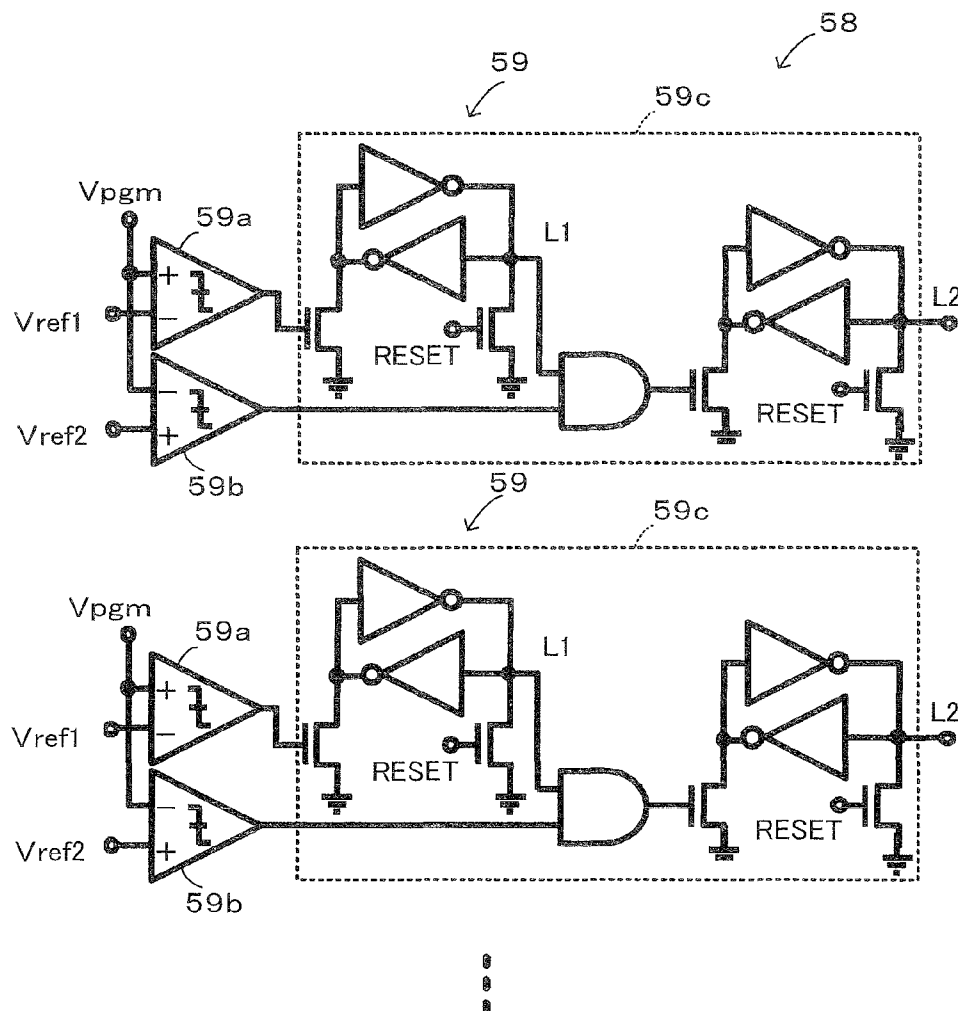 58
59
59c
Vpgm
59a
L1
+
−
Vref1
L2
RESET
−
RESET
Vref2
+
59b
59
59c
Vpgm
59a
L1
+
−
Vref1
L2
RESET
−
RESET
Vref2
+
59b